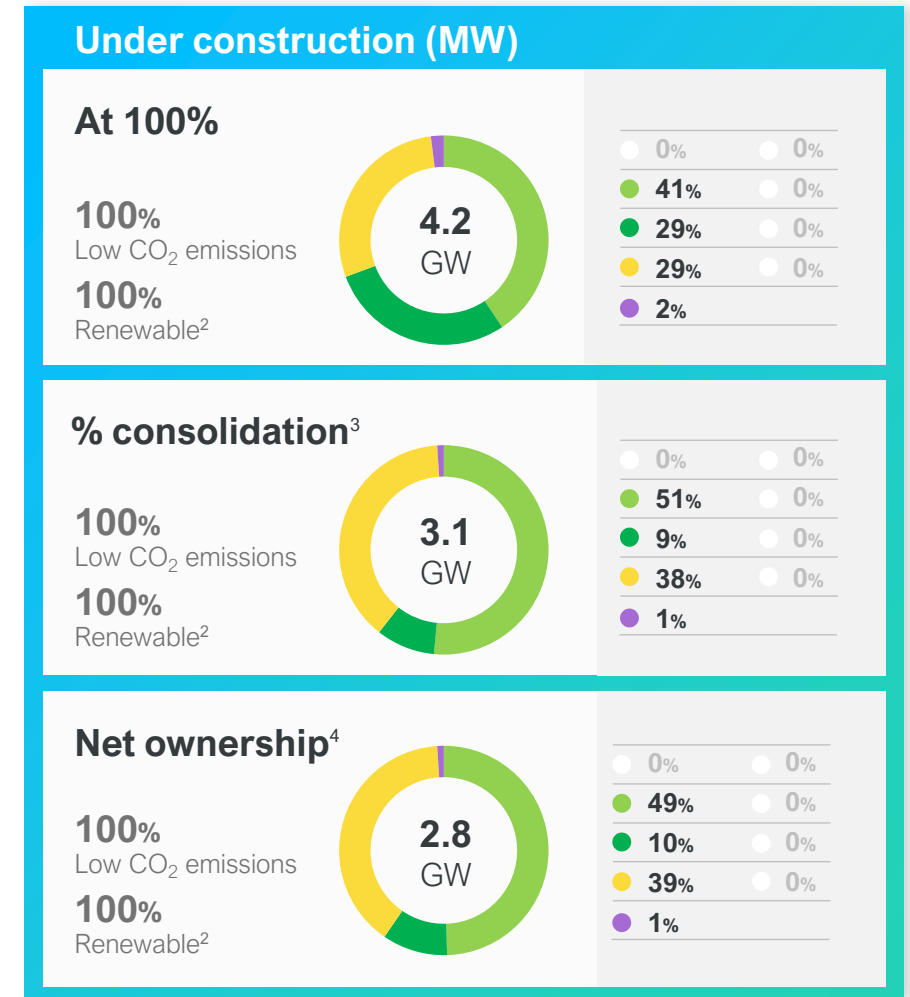 Under construction (MW)
At 100%
100%
Low CO₂ emissions
100%
Renewable²
4.2
GW
0% 0%
41% 0%
29% 0%
29% 0%
2%
% consolidation³
100%
Low CO₂ emissions
100%
Renewable²
3.1
GW
0% 0%
51% 0%
9% 0%
38% 0%
1%
Net ownership⁴
100%
Low CO₂ emissions
100%
Renewable²
2.8
GW
0% 0%
49% 0%
10% 0%
39% 0%
1%